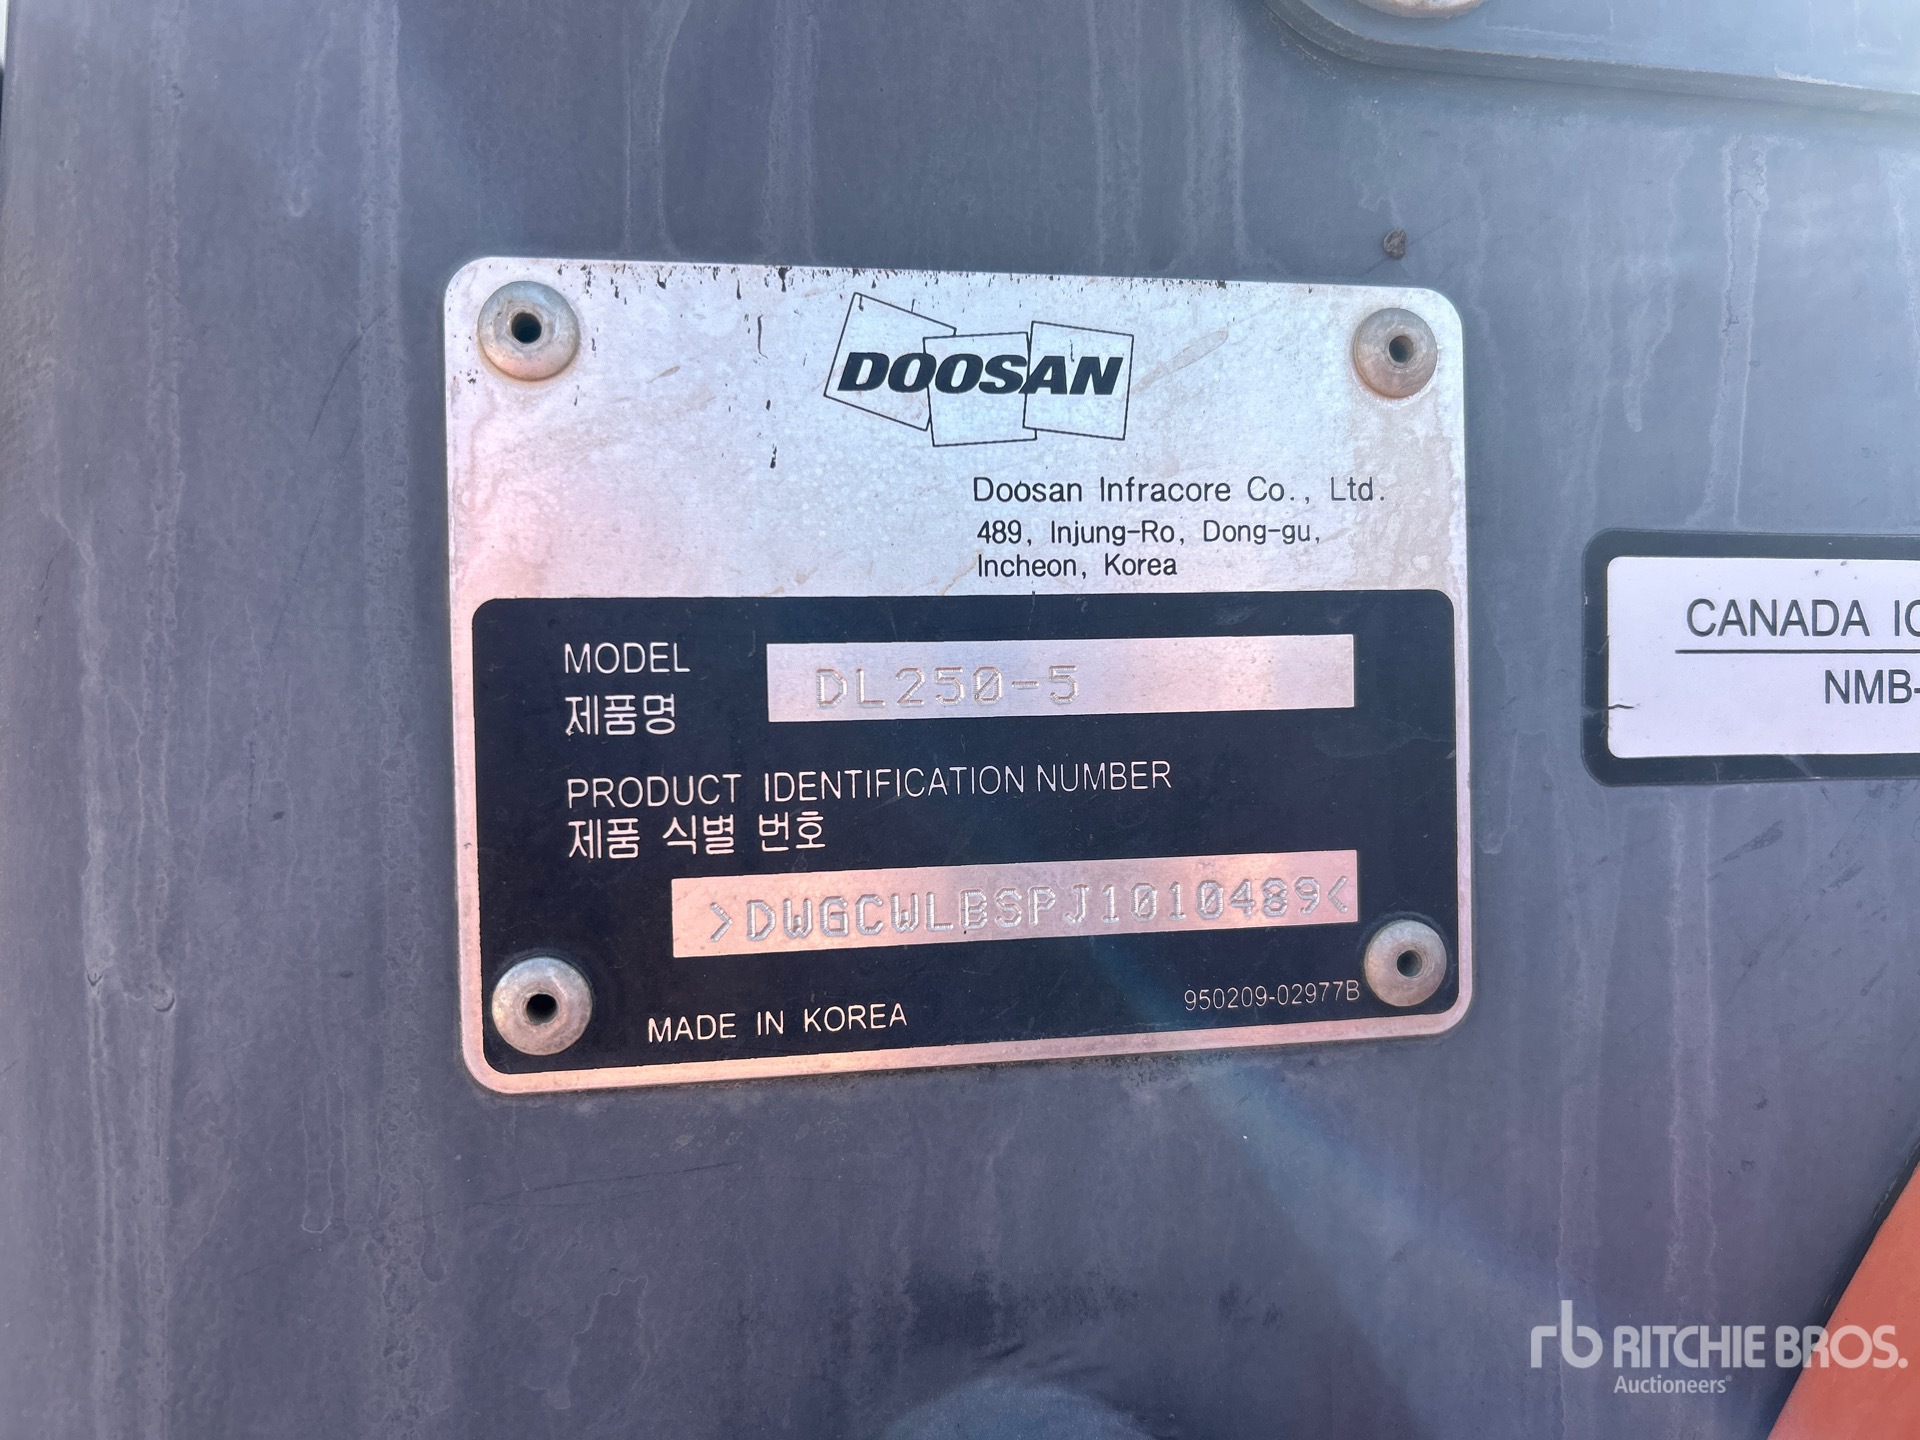 DOOSAN
Doosan Infracore Co., Ltd.
489, Injung-Ro, Dong-gu,
Incheon, Korea
MODEL
제품명
DL250-5
PRODUCT IDENTIFICATION NUMBER
제품 식별 번호
>DWGCWLBSPJ1010489<
MADE IN KOREA
950209-02977B
CANADA
NMB-
rb RITCHIE BROS.
Auctioneers